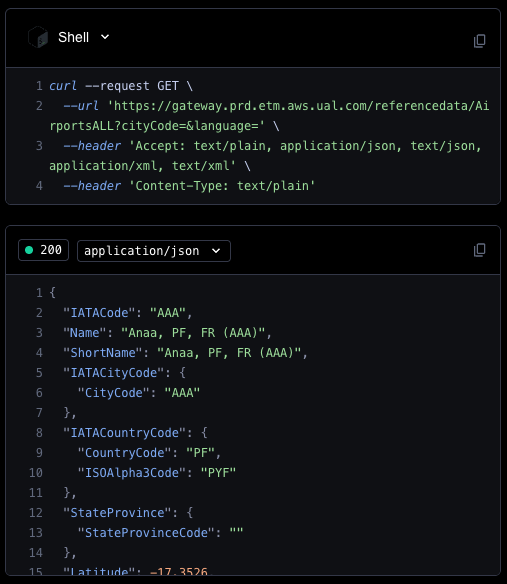 Shell
1 curl --request GET \
2 --url 'https://gateway.prd.etm.aws.ual.com/referencedata/Ai
rportsALL?cityCode=&language=' \
3 --header 'Accept: text/plain, application/json, text/json,
application/xml, text/xml' \
4 --header 'Content-Type: text/plain'
200 application/json
1 {
2 "IATACode": "AAA",
3 "Name": "Anaa, PF, FR (AAA)",
4 "ShortName": "Anaa, PF, FR (AAA)",
5 "IATACityCode": {
6 "CityCode": "AAA"
7 },
8 "IATACountryCode": {
9 "CountryCode": "PF",
10 "ISOAlpha3Code": "PYF"
11 },
12 "StateProvince": {
13 "StateProvinceCode": ""
14 },
15 "Latitude": -17.3526,